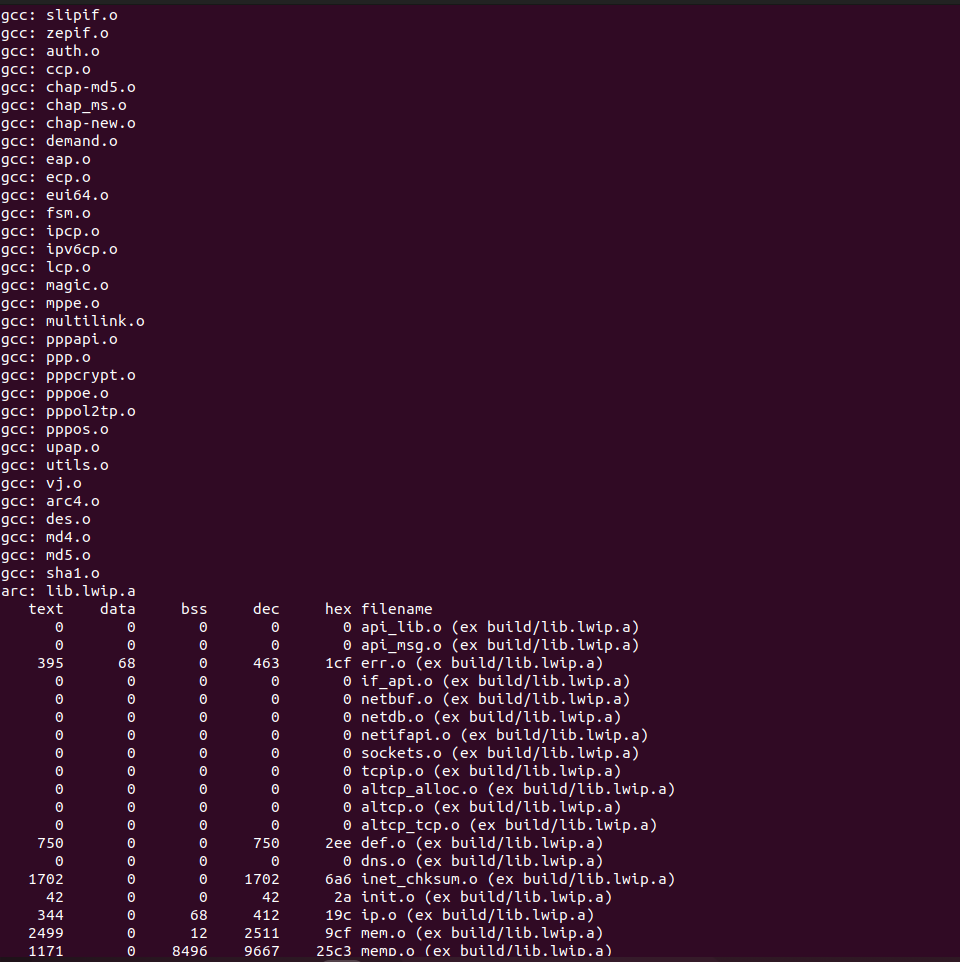 gcc: slipif.o
gcc: zepif.o
gcc: auth.o
gcc: ccp.o
gcc: chap-md5.o
gcc: chap_ms.o
gcc: chap-new.o
gcc: demand.o
gcc: eap.o
gcc: ecp.o
gcc: eui64.o
gcc: fsm.o
gcc: ipcp.o
gcc: ipv6cp.o
gcc: lcp.o
gcc: magic.o
gcc: mppe.o
gcc: multilink.o
gcc: pppapi.o
gcc: ppp.o
gcc: pppcrypt.o
gcc: pppoe.o
gcc: pppol2tp.o
gcc: pppos.o
gcc: upap.o
gcc: utils.o
gcc: vj.o
gcc: arc4.o
gcc: des.o
gcc: md4.o
gcc: md5.o
gcc: sha1.o
arc: lib.lwip.a
   text    data     bss     dec     hex filename
      0       0       0       0       0 api_lib.o (ex build/lib.lwip.a)
      0       0       0       0       0 api_msg.o (ex build/lib.lwip.a)
    395      68       0     463     1cf err.o (ex build/lib.lwip.a)
      0       0       0       0       0 if_api.o (ex build/lib.lwip.a)
      0       0       0       0       0 netbuf.o (ex build/lib.lwip.a)
      0       0       0       0       0 netdb.o (ex build/lib.lwip.a)
      0       0       0       0       0 netifapi.o (ex build/lib.lwip.a)
      0       0       0       0       0 sockets.o (ex build/lib.lwip.a)
      0       0       0       0       0 tcpip.o (ex build/lib.lwip.a)
      0       0       0       0       0 altcp_alloc.o (ex build/lib.lwip.a)
      0       0       0       0       0 altcp.o (ex build/lib.lwip.a)
      0       0       0       0       0 altcp_tcp.o (ex build/lib.lwip.a)
    750       0       0     750     2ee def.o (ex build/lib.lwip.a)
      0       0       0       0       0 dns.o (ex build/lib.lwip.a)
   1702       0       0    1702     6a6 inet_chksum.o (ex build/lib.lwip.a)
     42       0       0      42      2a init.o (ex build/lib.lwip.a)
    344       0      68     412     19c ip.o (ex build/lib.lwip.a)
   2499       0      12    2511     9cf mem.o (ex build/lib.lwip.a)
   1171       0    8496    9667    25c3 memp.o (ex build/lib.lwip.a)